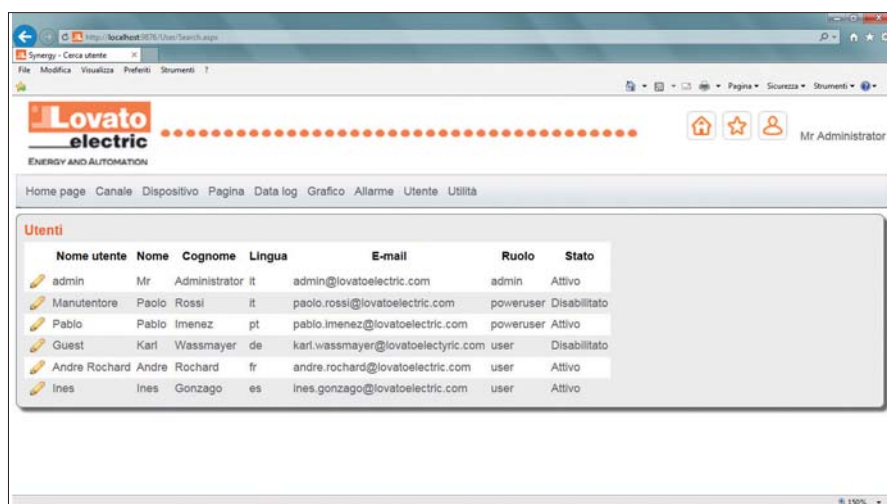 http://localhost:9876/User/Search.aspx
Synergy - Cerca utente
File Modifica Visualizza Preferiti Strumenti ?
Pagina Sicurezza Strumenti
Lovato
electric
ENERGY AND AUTOMATION
Mr Administrator
Home page Canale Dispositivo Pagina Data log Grafico Allarme Utente Utilità
Utenti
Nome utente Nome Cognome Lingua E-mail Ruolo Stato
admin Mr Administrator it admin@lovatoelectric.com admin Attivo
Manutentore Paolo Rossi it paolo.rossi@lovatoelectric.com poweruser Disabilitato
Pablo Pablo Imenez pt pablo.imenez@lovatoelectric.com poweruser Attivo
Guest Karl Wassmayer de karl.wassmayer@lovatoelectyric.com user Disabilitato
Andre Rochard Andre Rochard fr andre.rochard@lovatoelectric.com user Attivo
Ines Ines Gonzago es ines.gonzago@lovatoelectric.com user Attivo
150%